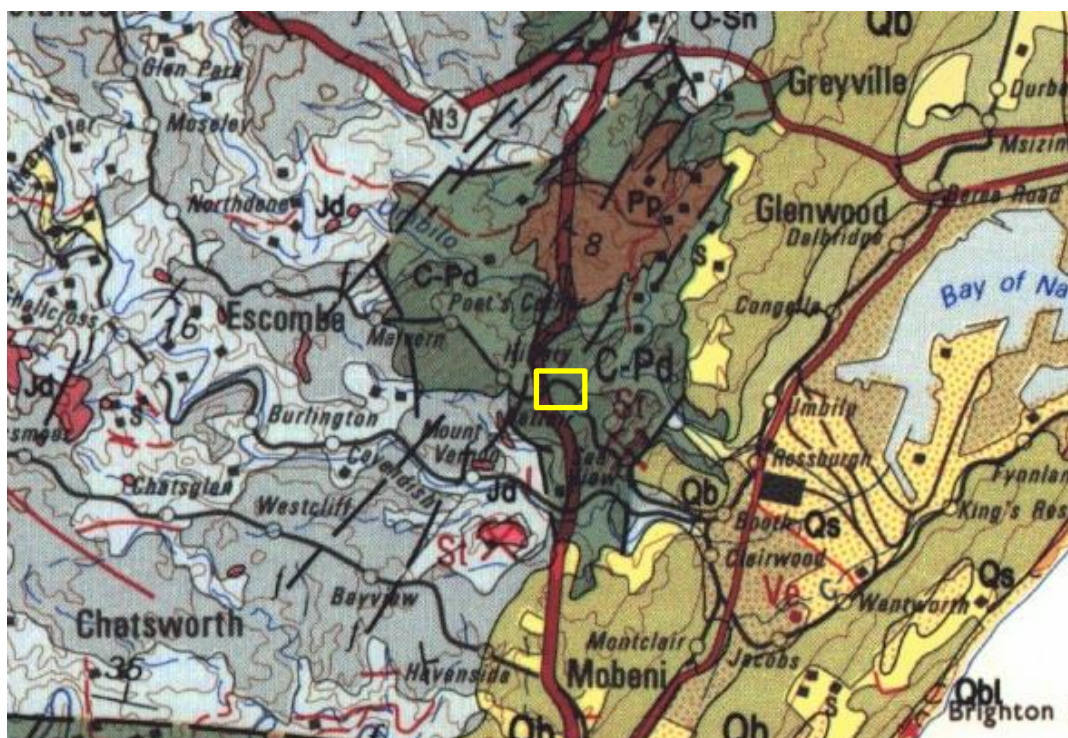 O-Sn
Qb
Glen Park
Greyville
N3
Moseley
Msizin
Berea Road
Northdene
Jd
Umbilo
Pp
Glenwood
Dalbridge
8
S
C-Pd
Bay of Na
Congella
Poet's Corner
16
Escombe
Malvern
Hillary
C-Pd
Jd
S
St
Umbilo
Burlington
Mount
Vernon
Rossburgh
Cavendish
Chatsglen
Jd
Qb
Fynnlan
Westcliff
Booth
Qs
King's Res
St
Clairwood
f
Qs
Ve
C
Bayview
Wentworth
Chatsworth
f
Montclair
Jacobs
35
Havenside
Mobeni
Qbl
S
Brighton
Qb
Qb